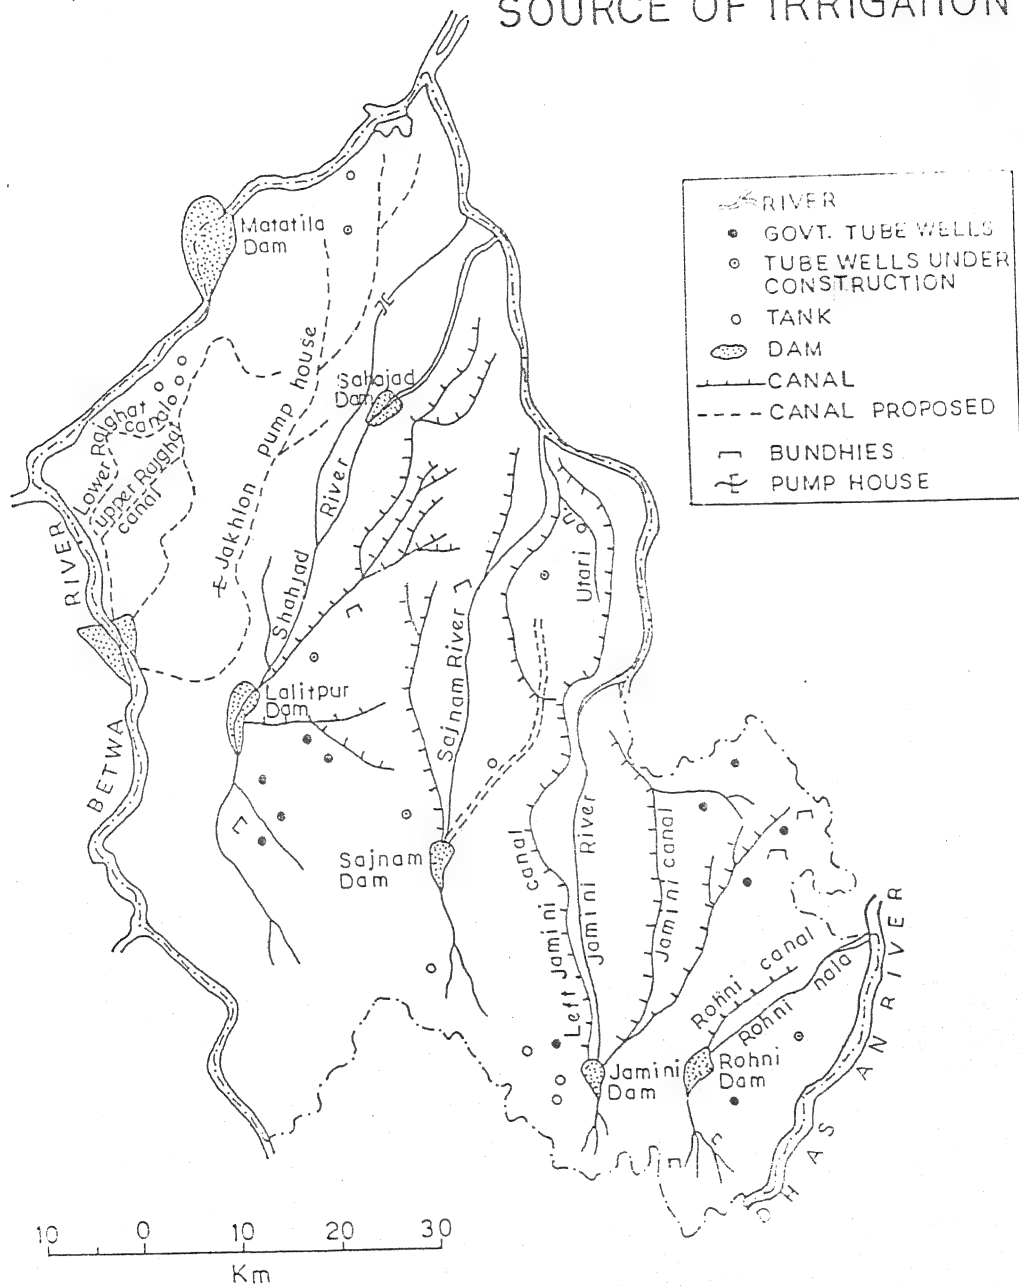 SOURCE OF IRRIGATION
RIVER
GOVT. TUBE WELLS
TUBE WELLS UNDER
CONSTRUCTION
TANK
DAM
CANAL
CANAL PROPOSED
BUNDHIES
PUMP HOUSE
Matatila
Dam
Sahajad
Dam
Lower Rajghat
canal
upper Rajghat
canal
Jakhlon pump house
Shahjad River
RIVER
BETWA
Lalitpur
Dam
Sajnam River
Utari
Sajnam
Dam
Left Jamini canal
Jamini River
Jamini canal
Rohni canal
Rohni nala
Jamini
Dam
Rohni
Dam
DHASAN RIVER
10 0 10 20 30
Km